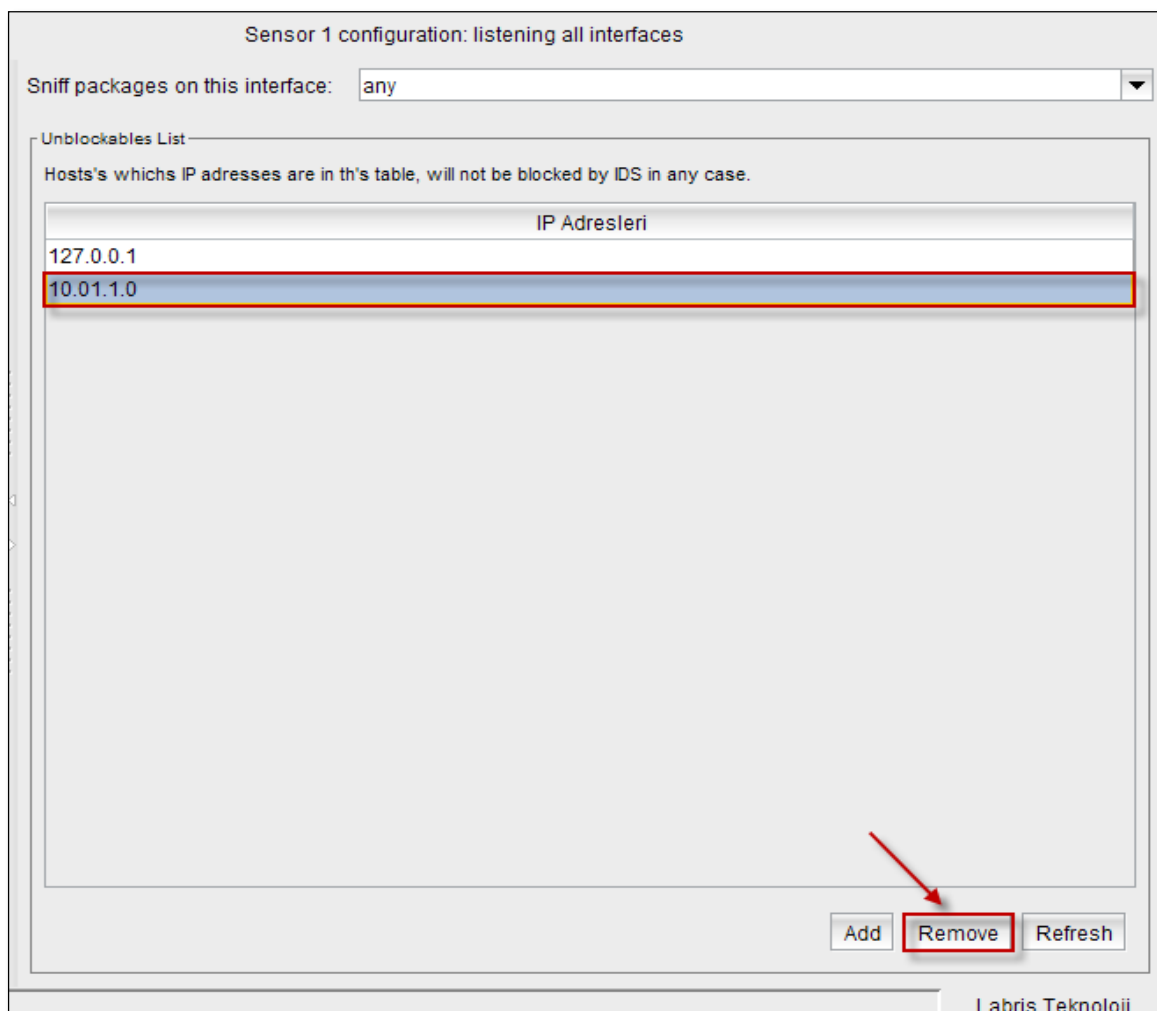 Sensor 1 configuration: listening all interfaces
Sniff packages on this interface: any
Unblockables List
Hosts's whichs IP adresses are in th's table, will not be blocked by IDS in any case.
IP Adresleri
127.0.0.1
10.01.1.0
Add Remove Refresh
Labris Teknoloji